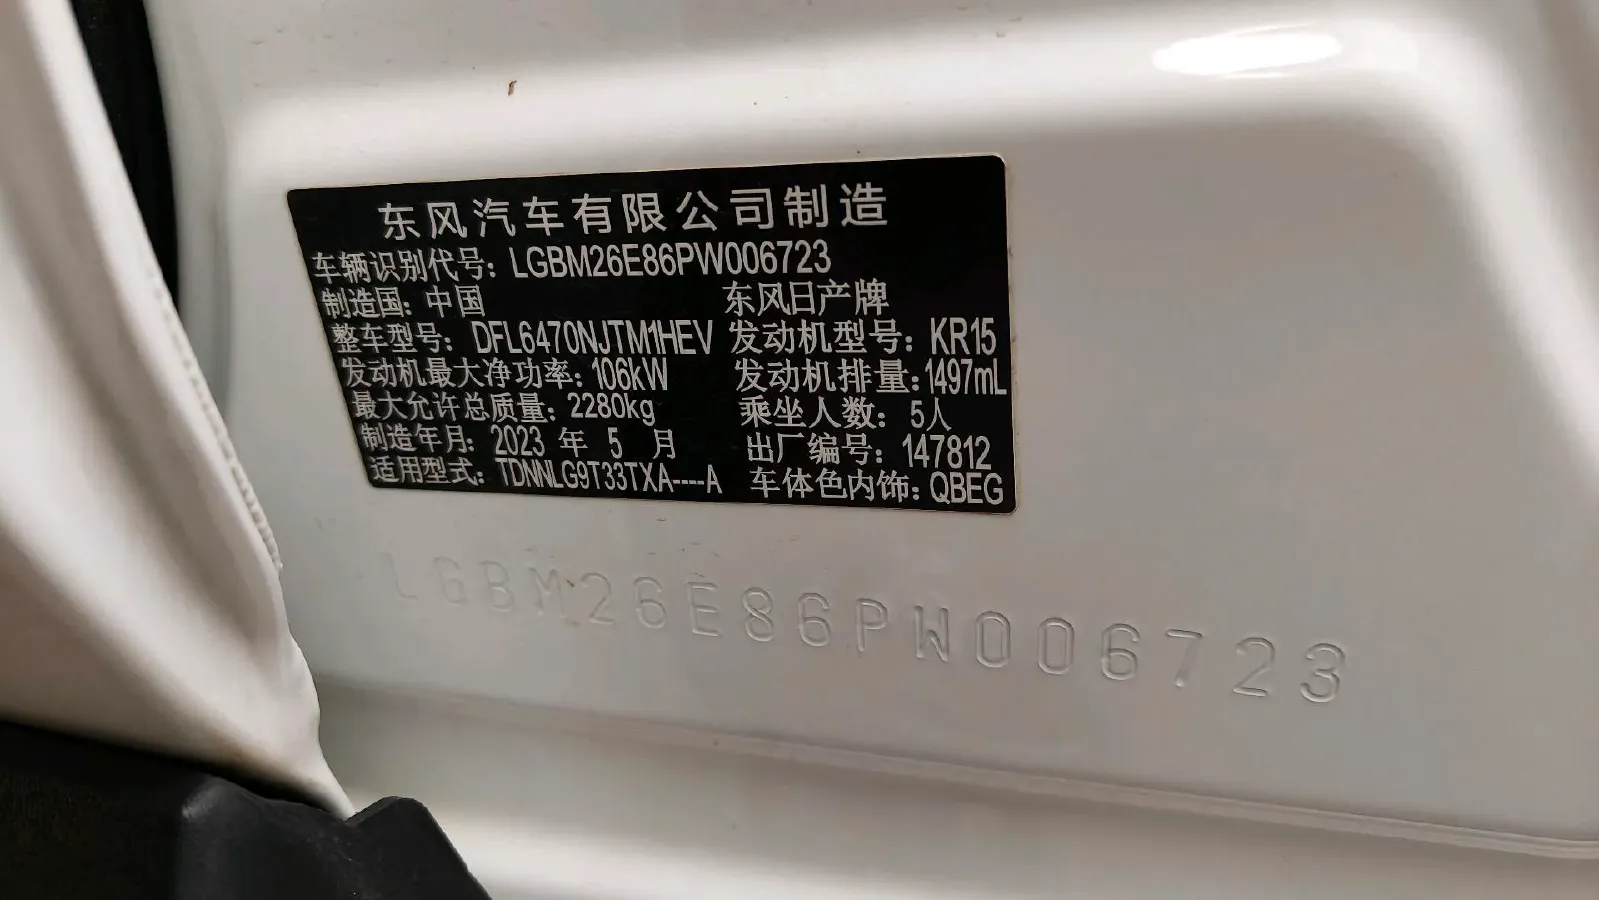 东风汽车有限公司制造
车辆识别代号: LGBM26E86PW006723
制造国: 中国 东风日产牌
整车型号: DFL6470NJTM1HEV 发动机型号: KR15
发动机最大净功率: 106kW 发动机排量: 1497mL
最大允许总质量: 2280kg 乘坐人数: 5人
制造年月: 2023 年 5 月 出厂编号: 147812
适用型式: TDNNLG9T33TXA----A 车体色内饰: QBEG
LGBM26E86PW006723